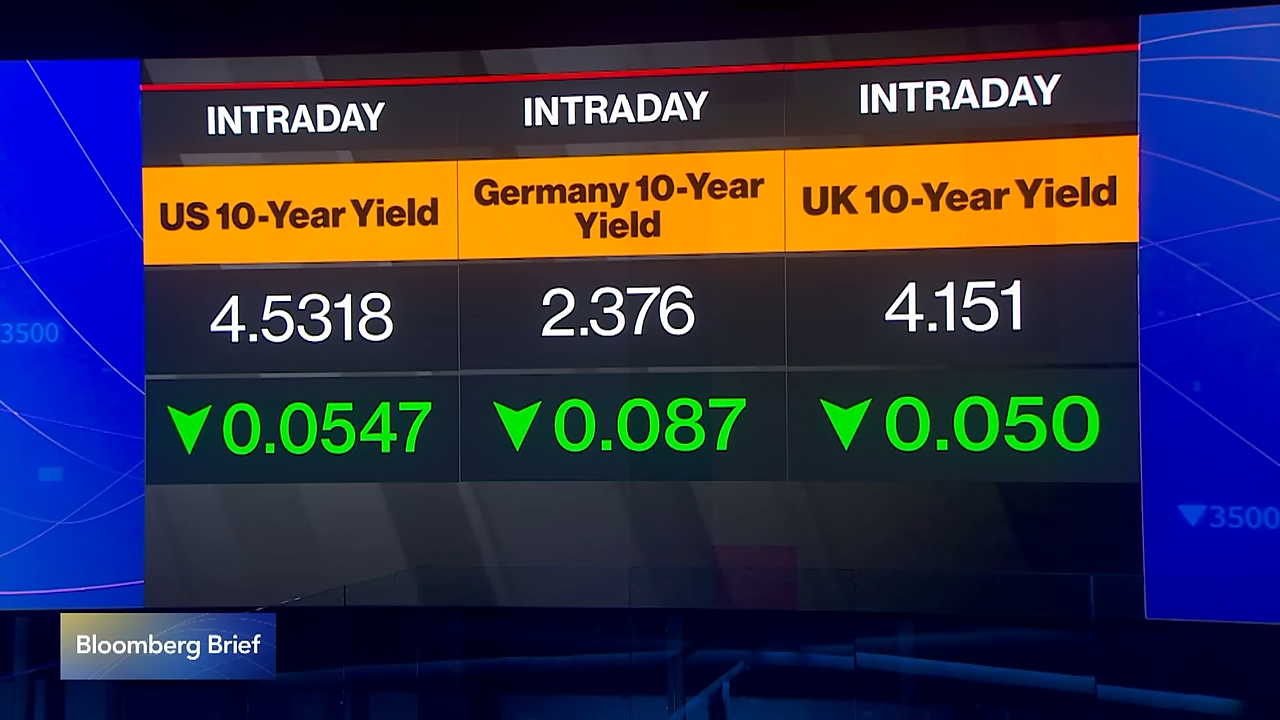 INTRADAY
INTRADAY
INTRADAY
US 10-Year Yield
Germany 10-Year
Yield
UK 10-Year Yield
4.5318
2.376
4.151
▼0.0547
▼0.087
▼0.050
3500
▼3500
Bloomberg Brief